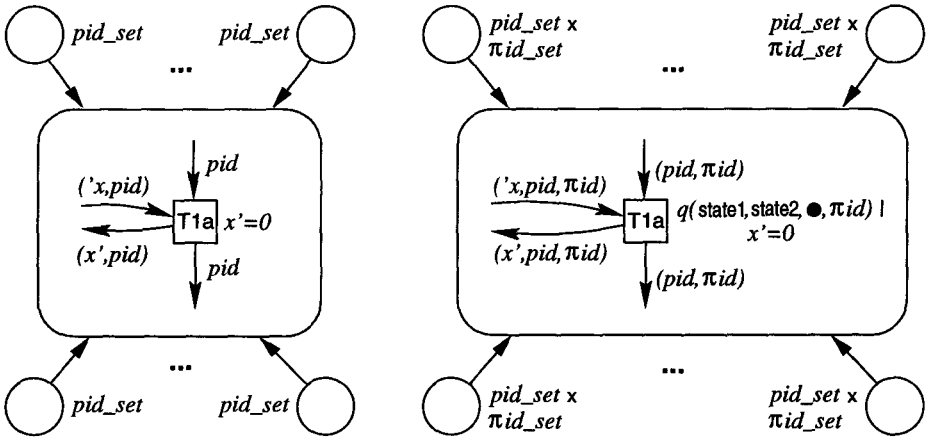 pid_set pid_set pid_set x pid_set x
πid_set πid_set
... ...
pid (pid,πid)
('x,pid) ('x,pid,πid)
T1a x'=0 T1a q(state1,state2,●,πid) |
x'=0
(x',pid) (x',pid,πid)
pid (pid,πid)
... ...
pid_set pid_set pid_set x pid_set x
πid_set πid_set